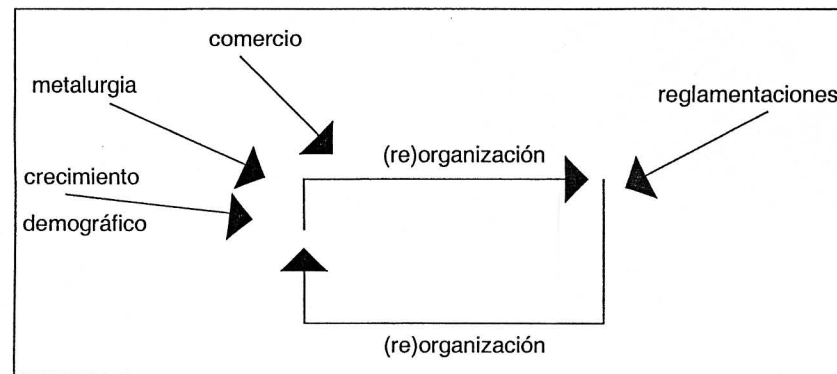 comercio
metalurgia
reglamentaciones
(re)organización
crecimiento
demográfico
(re)organización